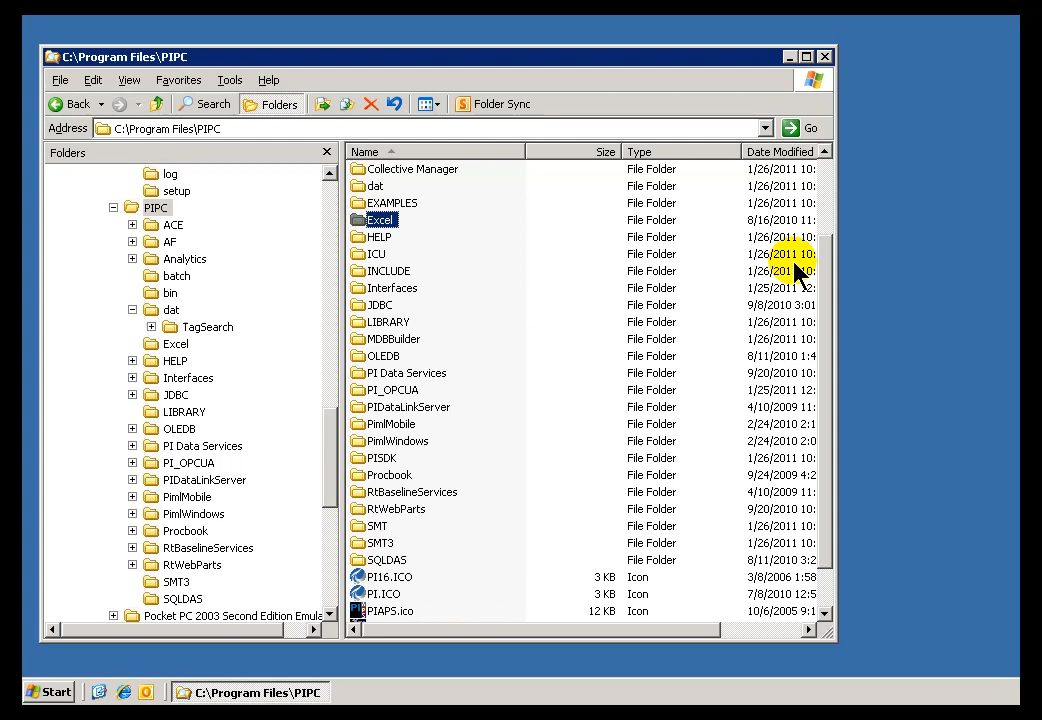 C:\Program Files\PIPC
File Edit View Favorites Tools Help
Back Search Folders Folder Sync
Address C:\Program Files\PIPC Go
Folders
log
setup
PIPC
ACE
AF
Analytics
batch
bin
dat
TagSearch
Excel
HELP
Interfaces
JDBC
LIBRARY
OLEDB
PI Data Services
PI_OPCUA
PIDataLinkServer
PimlMobile
PimlWindows
Procbook
RtBaselineServices
RtWebParts
SMT3
SQLDAS
Pocket PC 2003 Second Edition Emula
Name Size Type Date Modified
Collective Manager File Folder 1/26/2011 10:
dat File Folder 1/26/2011 10:
EXAMPLES File Folder 1/26/2011 10:
Excel File Folder 8/16/2010 11:
HELP File Folder 1/26/2011 10:
ICU File Folder 1/26/2011 10:
INCLUDE File Folder 1/26/201 10:
Interfaces File Folder 1/25/2011 12:
JDBC File Folder 9/8/2010 3:01
LIBRARY File Folder 1/26/2011 10:
MDBBuilder File Folder 1/26/2011 10:
OLEDB File Folder 8/11/2010 1:4
PI Data Services File Folder 9/20/2010 10:
PI_OPCUA File Folder 1/25/2011 12:
PIDataLinkServer File Folder 4/10/2009 11:
PimlMobile File Folder 2/24/2010 2:1
PimlWindows File Folder 2/24/2010 2:0
PISDK File Folder 1/26/2011 10:
Procbook File Folder 9/24/2009 4:2
RtBaselineServices File Folder 4/10/2009 11:
RtWebParts File Folder 9/20/2010 10:
SMT File Folder 1/26/2011 10:
SMT3 File Folder 1/26/2011 10:
SQLDAS File Folder 8/11/2010 3:2
PI16.ICO 3 KB Icon 3/8/2006 1:58
PI.ICO 3 KB Icon 7/8/2010 12:5
PIAPS.ico 12 KB Icon 10/6/2005 9:1
Start C:\Program Files\PIPC